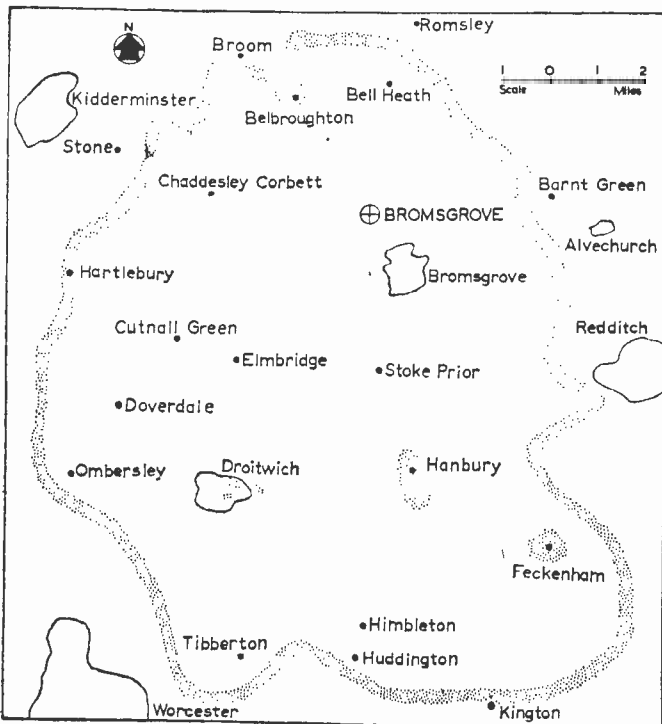 Romsley
N
Broom
1 0 1 2
Scale Miles
Kidderminster
Bell Heath
Belbroughton
Stone
Chaddesley Corbett
Barnt Green
BROMSGROVE
Alvechurch
Hartlebury
Bromsgrove
Cutnall Green
Redditch
Elmbridge
Stoke Prior
Doverdale
Ombersley
Droitwich
Hanbury
Feckenham
Himbleton
Tibberton
Huddington
Worcester
Kington